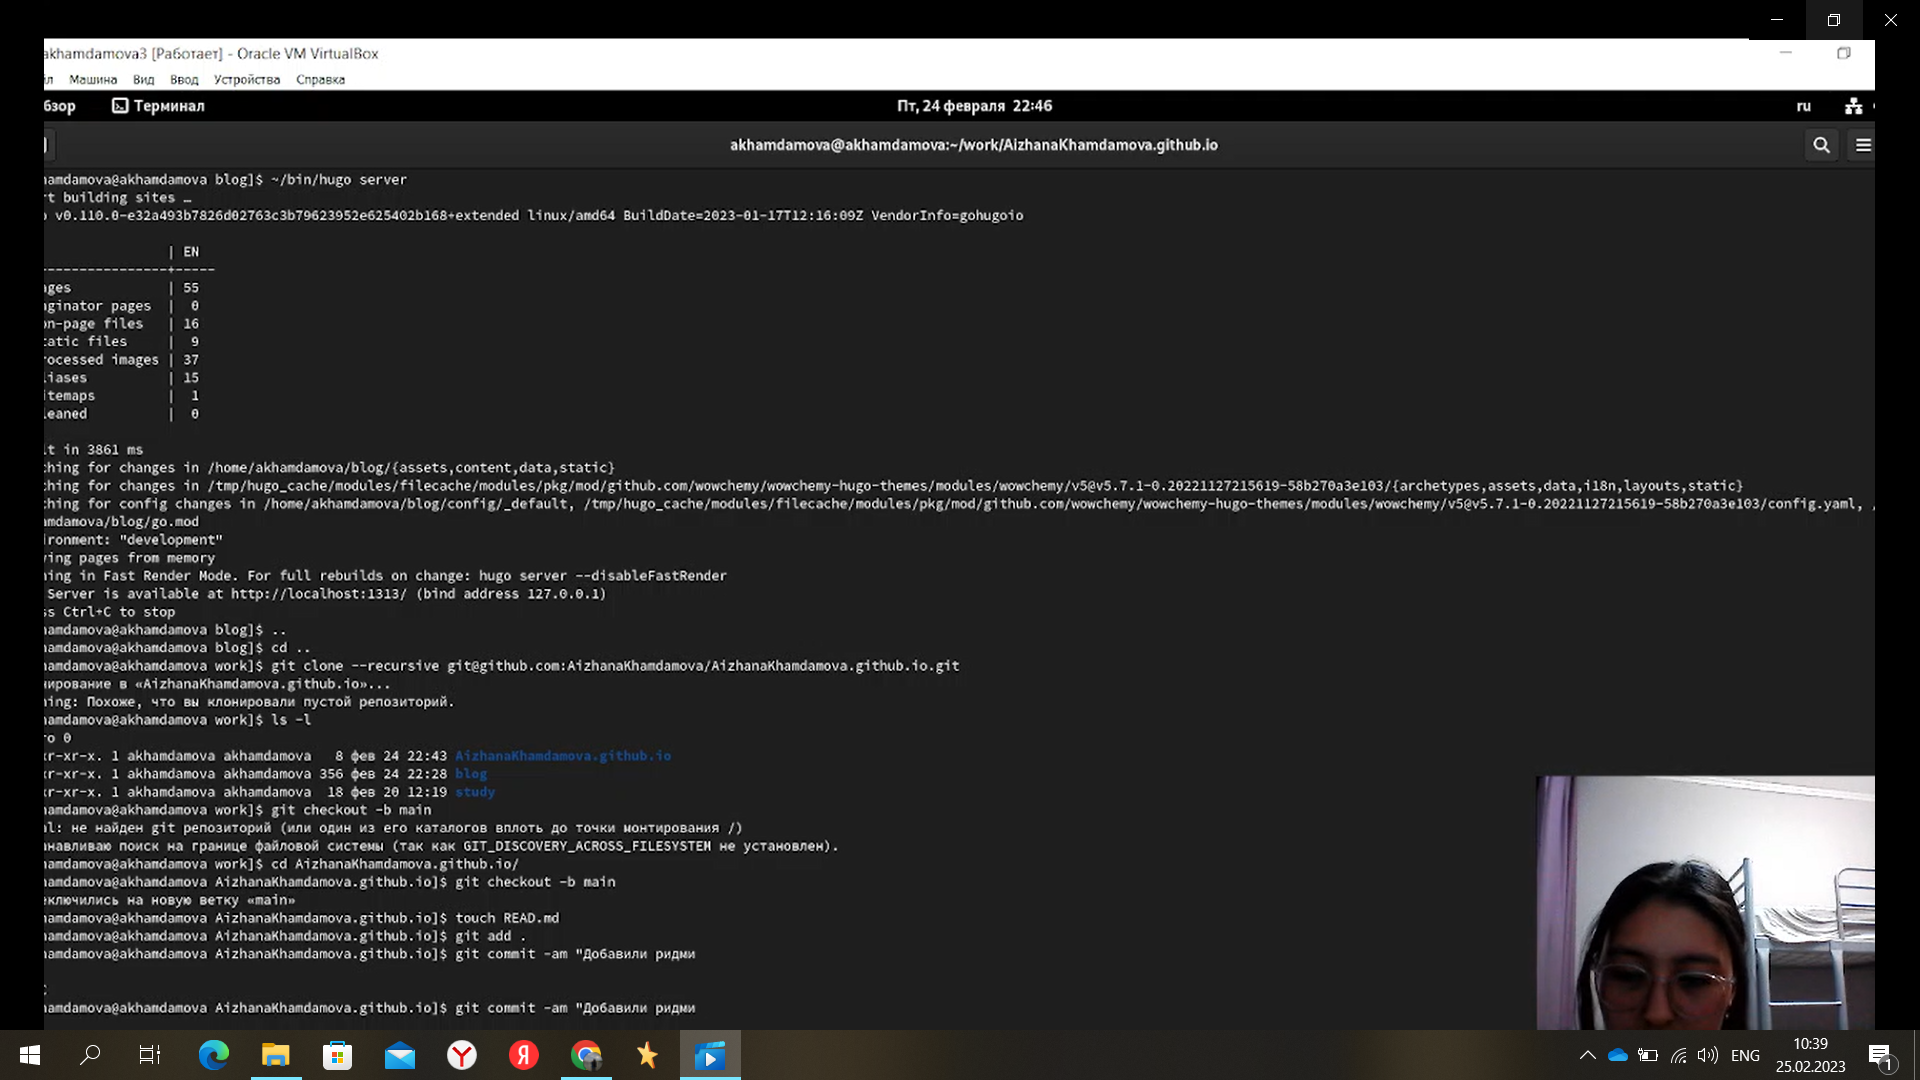 akhamdamova3 [Работает] - Oracle VM VirtualBox
Машина Вид Ввод Устройства Справка
бзор Терминал Пт, 24 февраля 22:46 ru
akhamdamova@akhamdamova:~/work/AizhanaKhamdamova.github.io
amdamova@akhamdamova blog]$ ~/bin/hugo server
rt building sites …
v0.110.0-e32a493b7826d02763c3b79623952e625402b168+extended linux/amd64 BuildDate=2023-01-17T12:16:09Z VendorInfo=gohugoio
| EN
----------------+-----
ges | 55
aginator pages | 0
on-page files | 16
tatic files | 9
rocessed images | 37
liases | 15
itemaps | 1
leaned | 0
lt in 3861 ms
ching for changes in /home/akhamdamova/blog/{assets,content,data,static}
ching for changes in /tmp/hugo_cache/modules/filecache/modules/pkg/mod/github.com/wowchemy/wowchemy-hugo-themes/modules/wowchemy/v5@v5.7.1-0.20221127215619-58b270a3e103/{archetypes,assets,data,i18n,layouts,static}
ching for config changes in /home/akhamdamova/blog/config/_default, /tmp/hugo_cache/modules/filecache/modules/pkg/mod/github.com/wowchemy/wowchemy-hugo-themes/modules/wowchemy/v5@v5.7.1-0.20221127215619-58b270a3e103/config.yaml,
amdamova/blog/go.mod
ironment: "development"
ving pages from memory
ning in Fast Render Mode. For full rebuilds on change: hugo server --disableFastRender
Server is available at http://localhost:1313/ (bind address 127.0.0.1)
ss Ctrl+C to stop
amdamova@akhamdamova blog]$ ..
amdamova@akhamdamova blog]$ cd ..
amdamova@akhamdamova work]$ git clone --recursive git@github.com:AizhanaKhamdamova/AizhanaKhamdamova.github.io.git
нирование в «AizhanaKhamdamova.github.io»...
ning: Похоже, что вы клонировали пустой репозиторий.
amdamova@akhamdamova work]$ ls -l
го 0
xr-xr-x. 1 akhamdamova akhamdamova 8 фев 24 22:43 AizhanaKhamdamova.github.io
xr-xr-x. 1 akhamdamova akhamdamova 356 фев 24 22:28 blog
xr-xr-x. 1 akhamdamova akhamdamova 18 фев 20 12:19 study
amdamova@akhamdamova work]$ git checkout -b main
al: не найден git репозиторий (или один из его каталогов вплоть до точки монтирования /)
анавливаю поиск на границе файловой системы (так как GIT_DISCOVERY_ACROSS_FILESYSTEM не установлен).
amdamova@akhamdamova work]$ cd AizhanaKhamdamova.github.io/
amdamova@akhamdamova AizhanaKhamdamova.github.io]$ git checkout -b main
еключились на новую ветку «main»
amdamova@akhamdamova AizhanaKhamdamova.github.io]$ touch READ.md
amdamova@akhamdamova AizhanaKhamdamova.github.io]$ git add .
amdamova@akhamdamova AizhanaKhamdamova.github.io]$ git commit -am "Добавили ридми
C
amdamova@akhamdamova AizhanaKhamdamova.github.io]$ git commit -am "Добавили ридми
ENG 10:39
25.02.2023
1